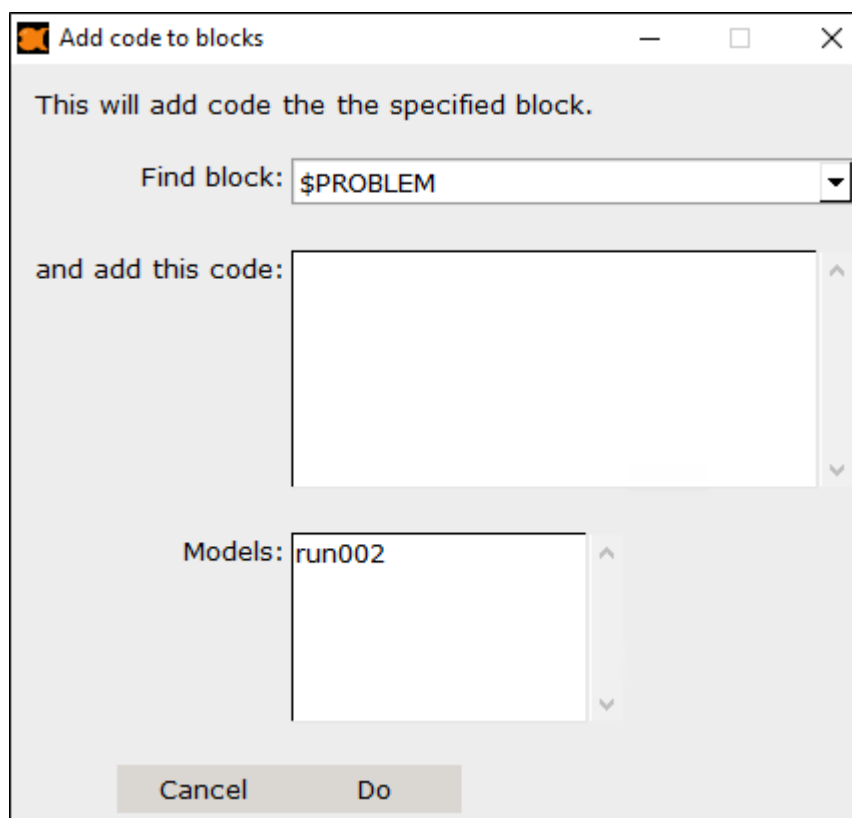 Add code to blocks
This will add code the the specified block.
Find block: $PROBLEM
and add this code:
Models: run002
Cancel Do